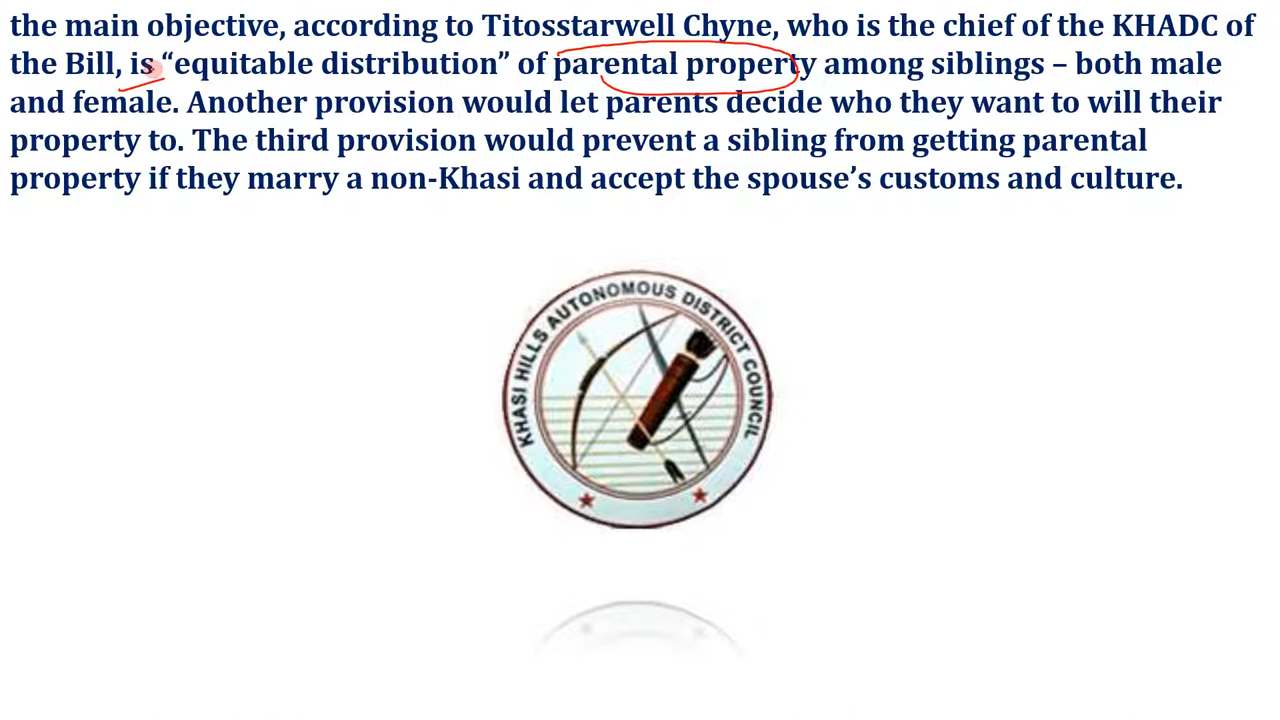 the main objective, according to Titosstarwell Chyne, who is the chief of the KHADC of
the Bill, is “equitable distribution” of parental property among siblings – both male
and female. Another provision would let parents decide who they want to will their
property to. The third provision would prevent a sibling from getting parental
property if they marry a non-Khasi and accept the spouse’s customs and culture.
KHASI HILLS AUTONOMOUS DISTRICT COUNCIL